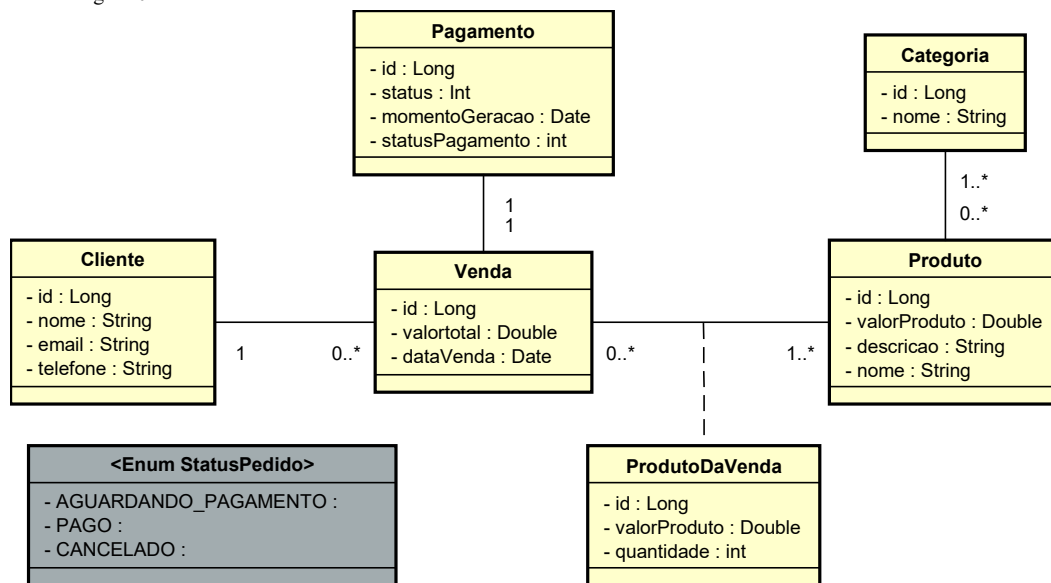 Pagamento
- id : Long
- status : Int
- momentoGeracao : Date
- statusPagamento : int
Categoria
- id : Long
- nome : String
1
1
1..*
0..*
Cliente
- id : Long
- nome : String
- email : String
- telefone : String
1
0..*
Venda
- id : Long
- valortotal : Double
- dataVenda : Date
0..*
1..*
Produto
- id : Long
- valorProduto : Double
- descricao : String
- nome : String
<Enum StatusPedido>
- AGUARDANDO_PAGAMENTO :
- PAGO :
- CANCELADO :
ProdutoDaVenda
- id : Long
- valorProduto : Double
- quantidade : int